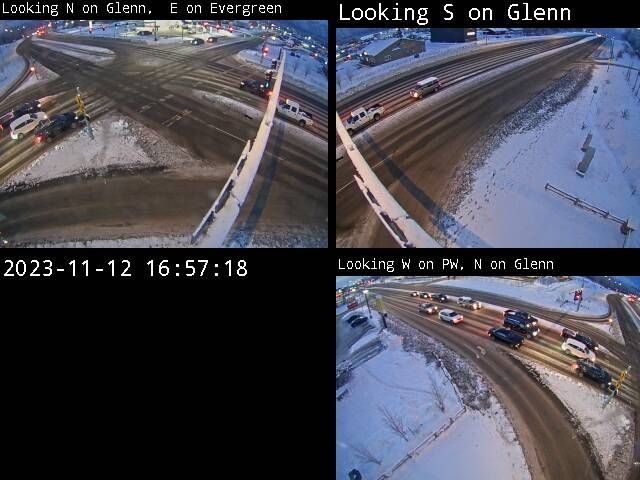 Looking N on Glenn,  E on Evergreen
Looking S on Glenn
2023-11-12 16:57:18
Looking W on PW, N on Glenn